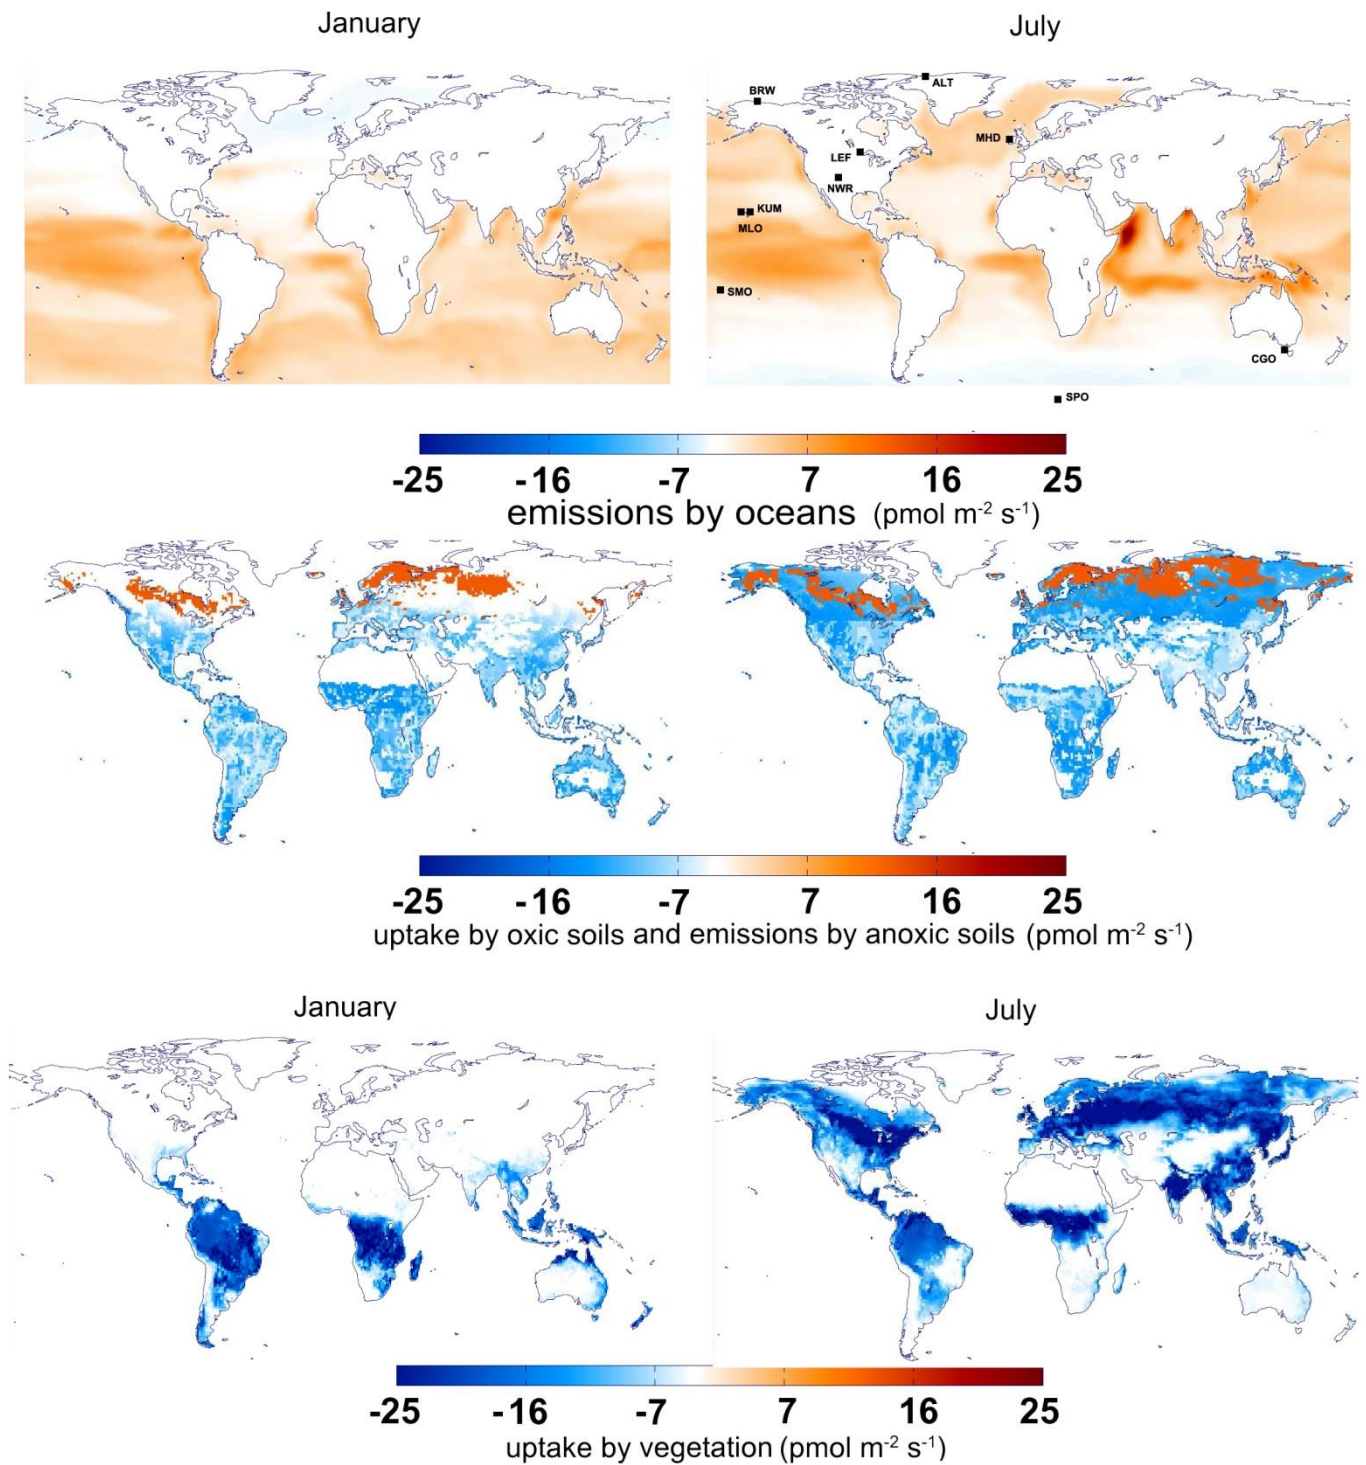 January
July
ALT
BRW
MHD
LEF
NWR
KUM
MLO
SMO
CGO
SPO
-25 -16 -7 7 16 25
emissions by oceans (pmol m⁻² s⁻¹)
-25 -16 -7 7 16 25
uptake by oxic soils and emissions by anoxic soils (pmol m⁻² s⁻¹)
January
July
-25 -16 -7 7 16 25
uptake by vegetation (pmol m⁻² s⁻¹)